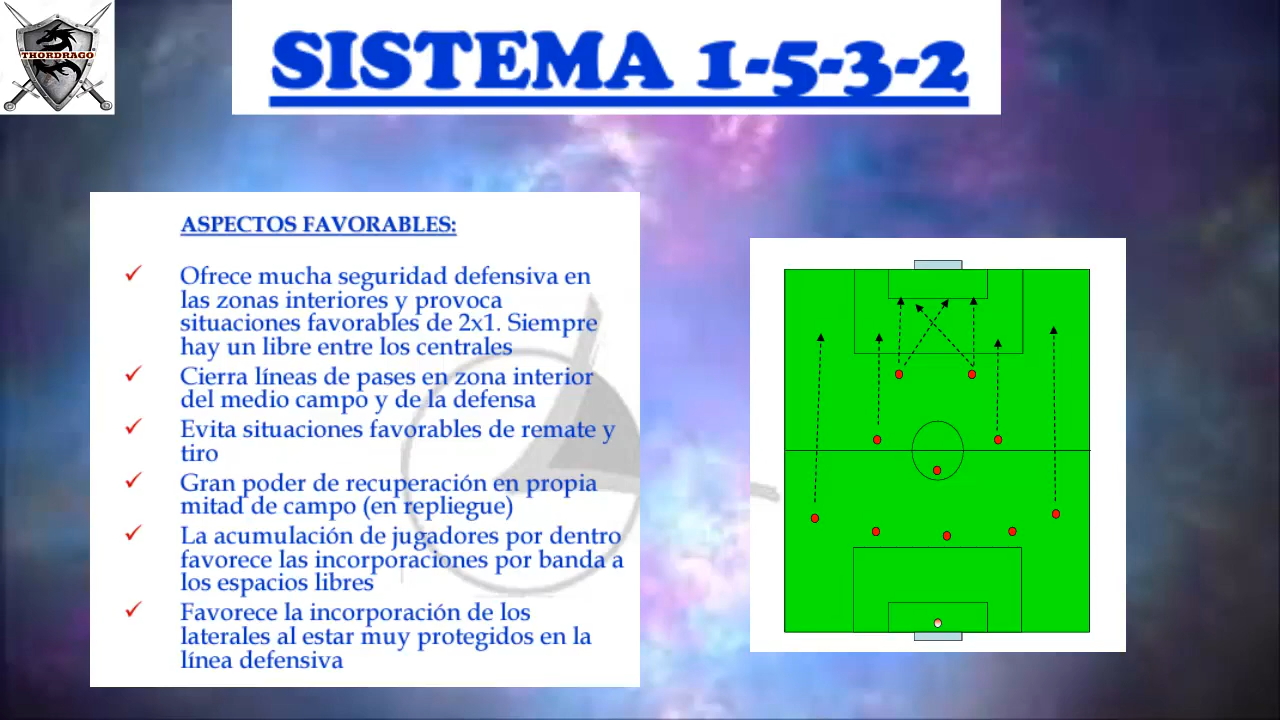 THORDRAGO
SISTEMA 1-5-3-2
ASPECTOS FAVORABLES:
Ofrece mucha seguridad defensiva en
las zonas interiores y provoca
situaciones favorables de 2x1. Siempre
hay un libre entre los centrales
Cierra líneas de pases en zona interior
del medio campo y de la defensa
Evita situaciones favorables de remate y
tiro
Gran poder de recuperación en propia
mitad de campo (en repliegue)
La acumulación de jugadores por dentro
favorece las incorporaciones por banda a
los espacios libres
Favorece la incorporación de los
laterales al estar muy protegidos en la
línea defensiva